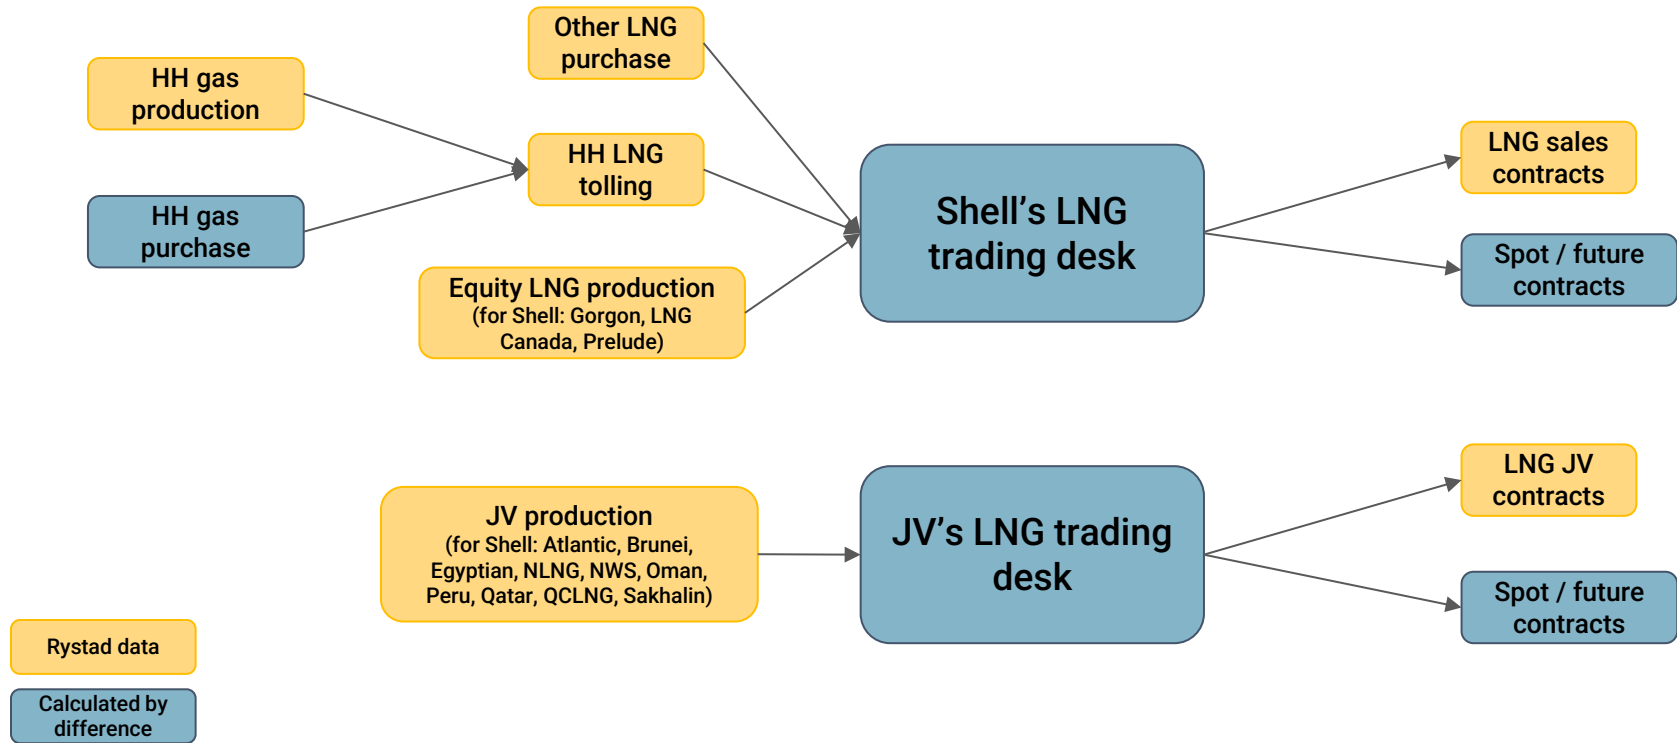 Other LNG
purchase
HH gas
production
HH LNG
tolling
HH gas
purchase
Equity LNG production
(for Shell: Gorgon, LNG
Canada, Prelude)
Shell’s LNG
trading desk
LNG sales
contracts
Spot / future
contracts
JV production
(for Shell: Atlantic, Brunei,
Egyptian, NLNG, NWS, Oman,
Peru, Qatar, QCLNG, Sakhalin)
JV’s LNG trading
desk
LNG JV
contracts
Spot / future
contracts
Rystad data
Calculated by
difference